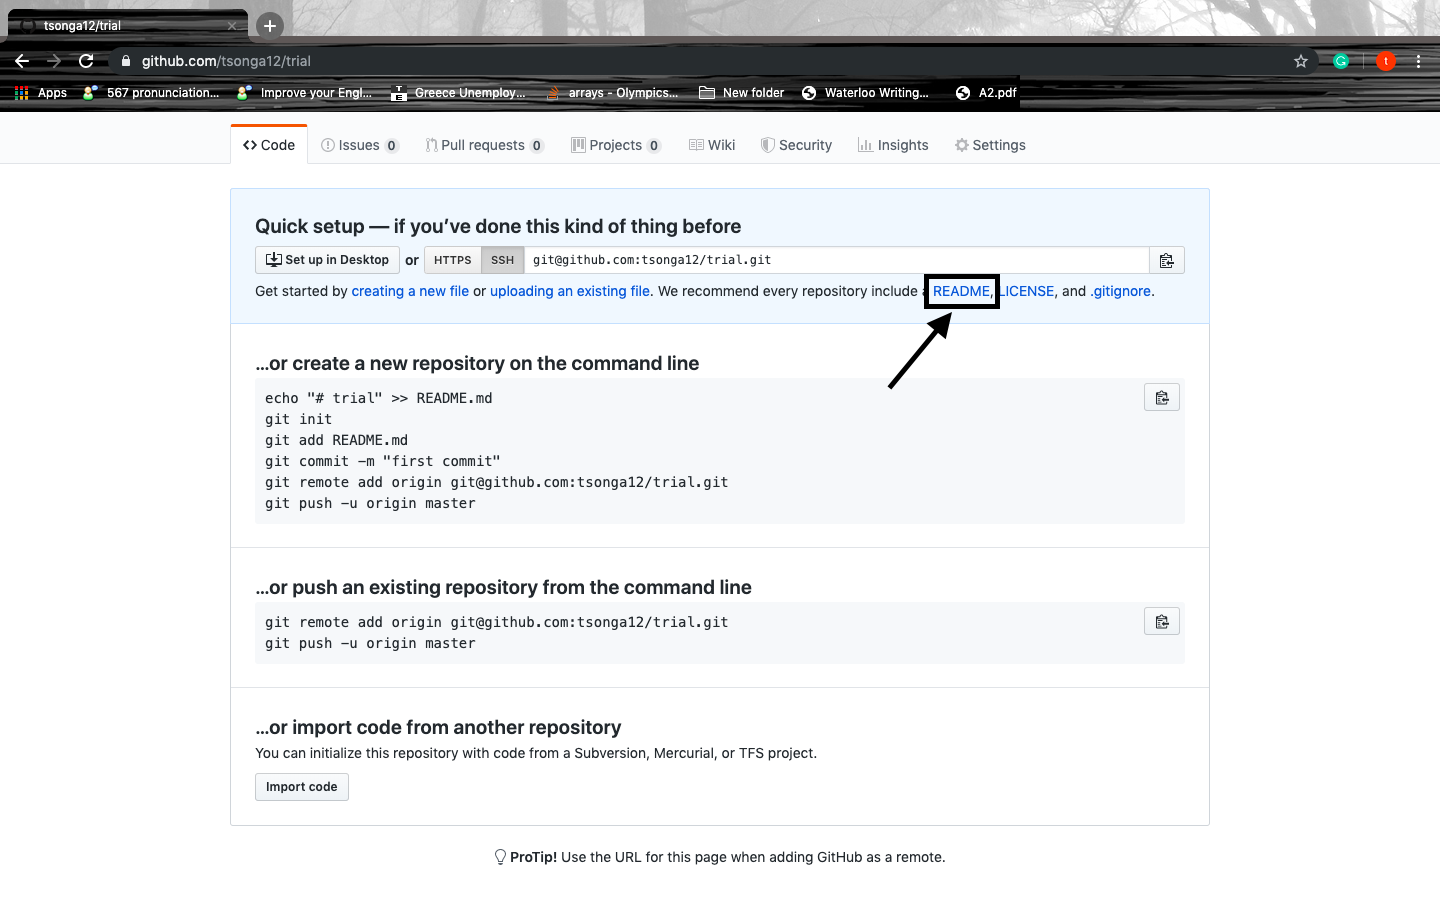 tsonga12/trial
github.com/tsonga12/trial
t
Apps 567 pronunciation... Improve your Engl... Greece Unemploy... arrays - Olympics... New folder Waterloo Writing... A2.pdf
Code Issues 0 Pull requests 0 Projects 0 Wiki Security Insights Settings
Quick setup — if you’ve done this kind of thing before
Set up in Desktop or HTTPS SSH git@github.com:tsonga12/trial.git
Get started by creating a new file or uploading an existing file. We recommend every repository include a README, LICENSE, and .gitignore.
…or create a new repository on the command line
echo "# trial" >> README.md
git init
git add README.md
git commit -m "first commit"
git remote add origin git@github.com:tsonga12/trial.git
git push -u origin master
…or push an existing repository from the command line
git remote add origin git@github.com:tsonga12/trial.git
git push -u origin master
…or import code from another repository
You can initialize this repository with code from a Subversion, Mercurial, or TFS project.
Import code
ProTip! Use the URL for this page when adding GitHub as a remote.